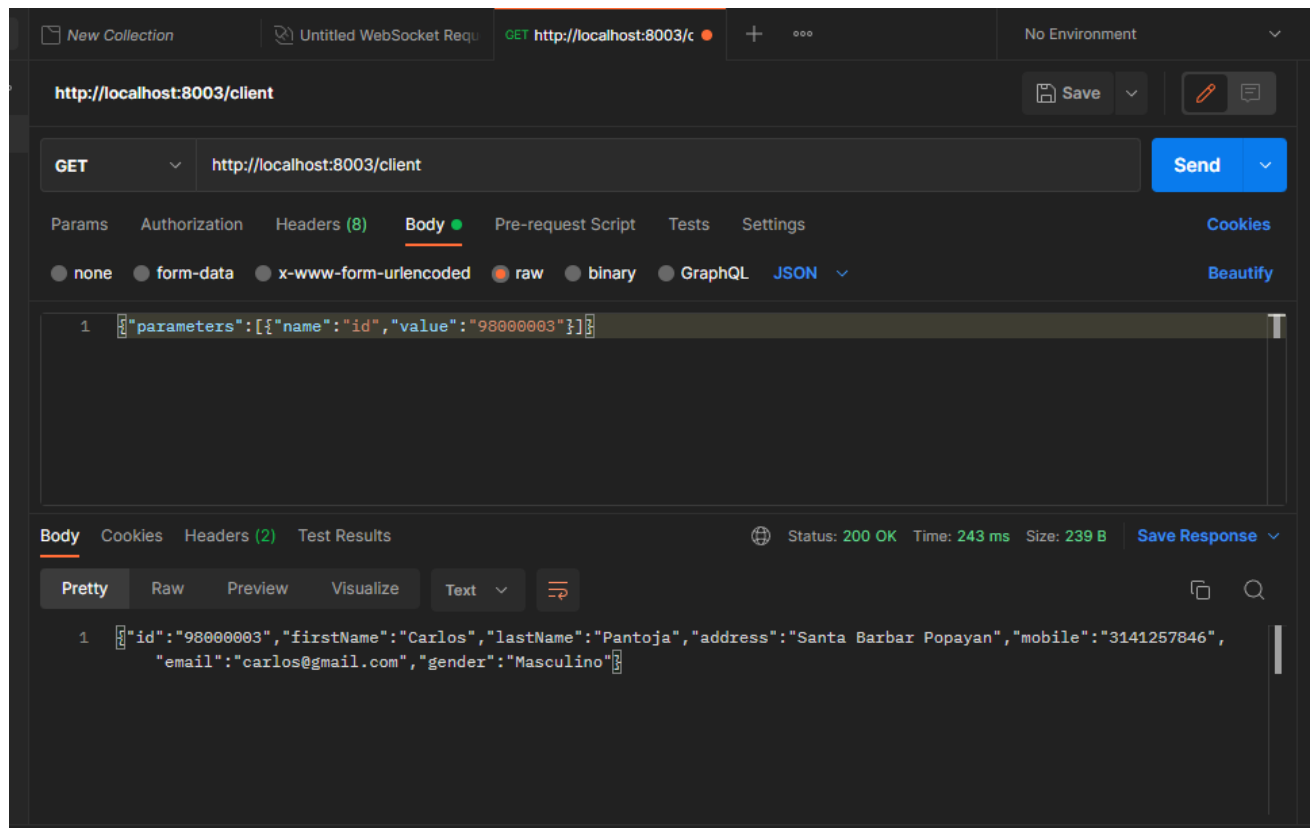 New Collection Untitled WebSocket Requ GET http://localhost:8003/c No Environment
http://localhost:8003/client Save
GET http://localhost:8003/client Send
Params Authorization Headers (8) Body Pre-request Script Tests Settings Cookies
none form-data x-www-form-urlencoded raw binary GraphQL JSON Beautify
1 {"parameters":[{"name":"id","value":"98000003"}]}
Body Cookies Headers (2) Test Results Status: 200 OK Time: 243 ms Size: 239 B Save Response
Pretty Raw Preview Visualize Text
1 {"id":"98000003","firstName":"Carlos","lastName":"Pantoja","address":"Santa Barbar Popayan","mobile":"3141257846",
"email":"carlos@gmail.com","gender":"Masculino"}